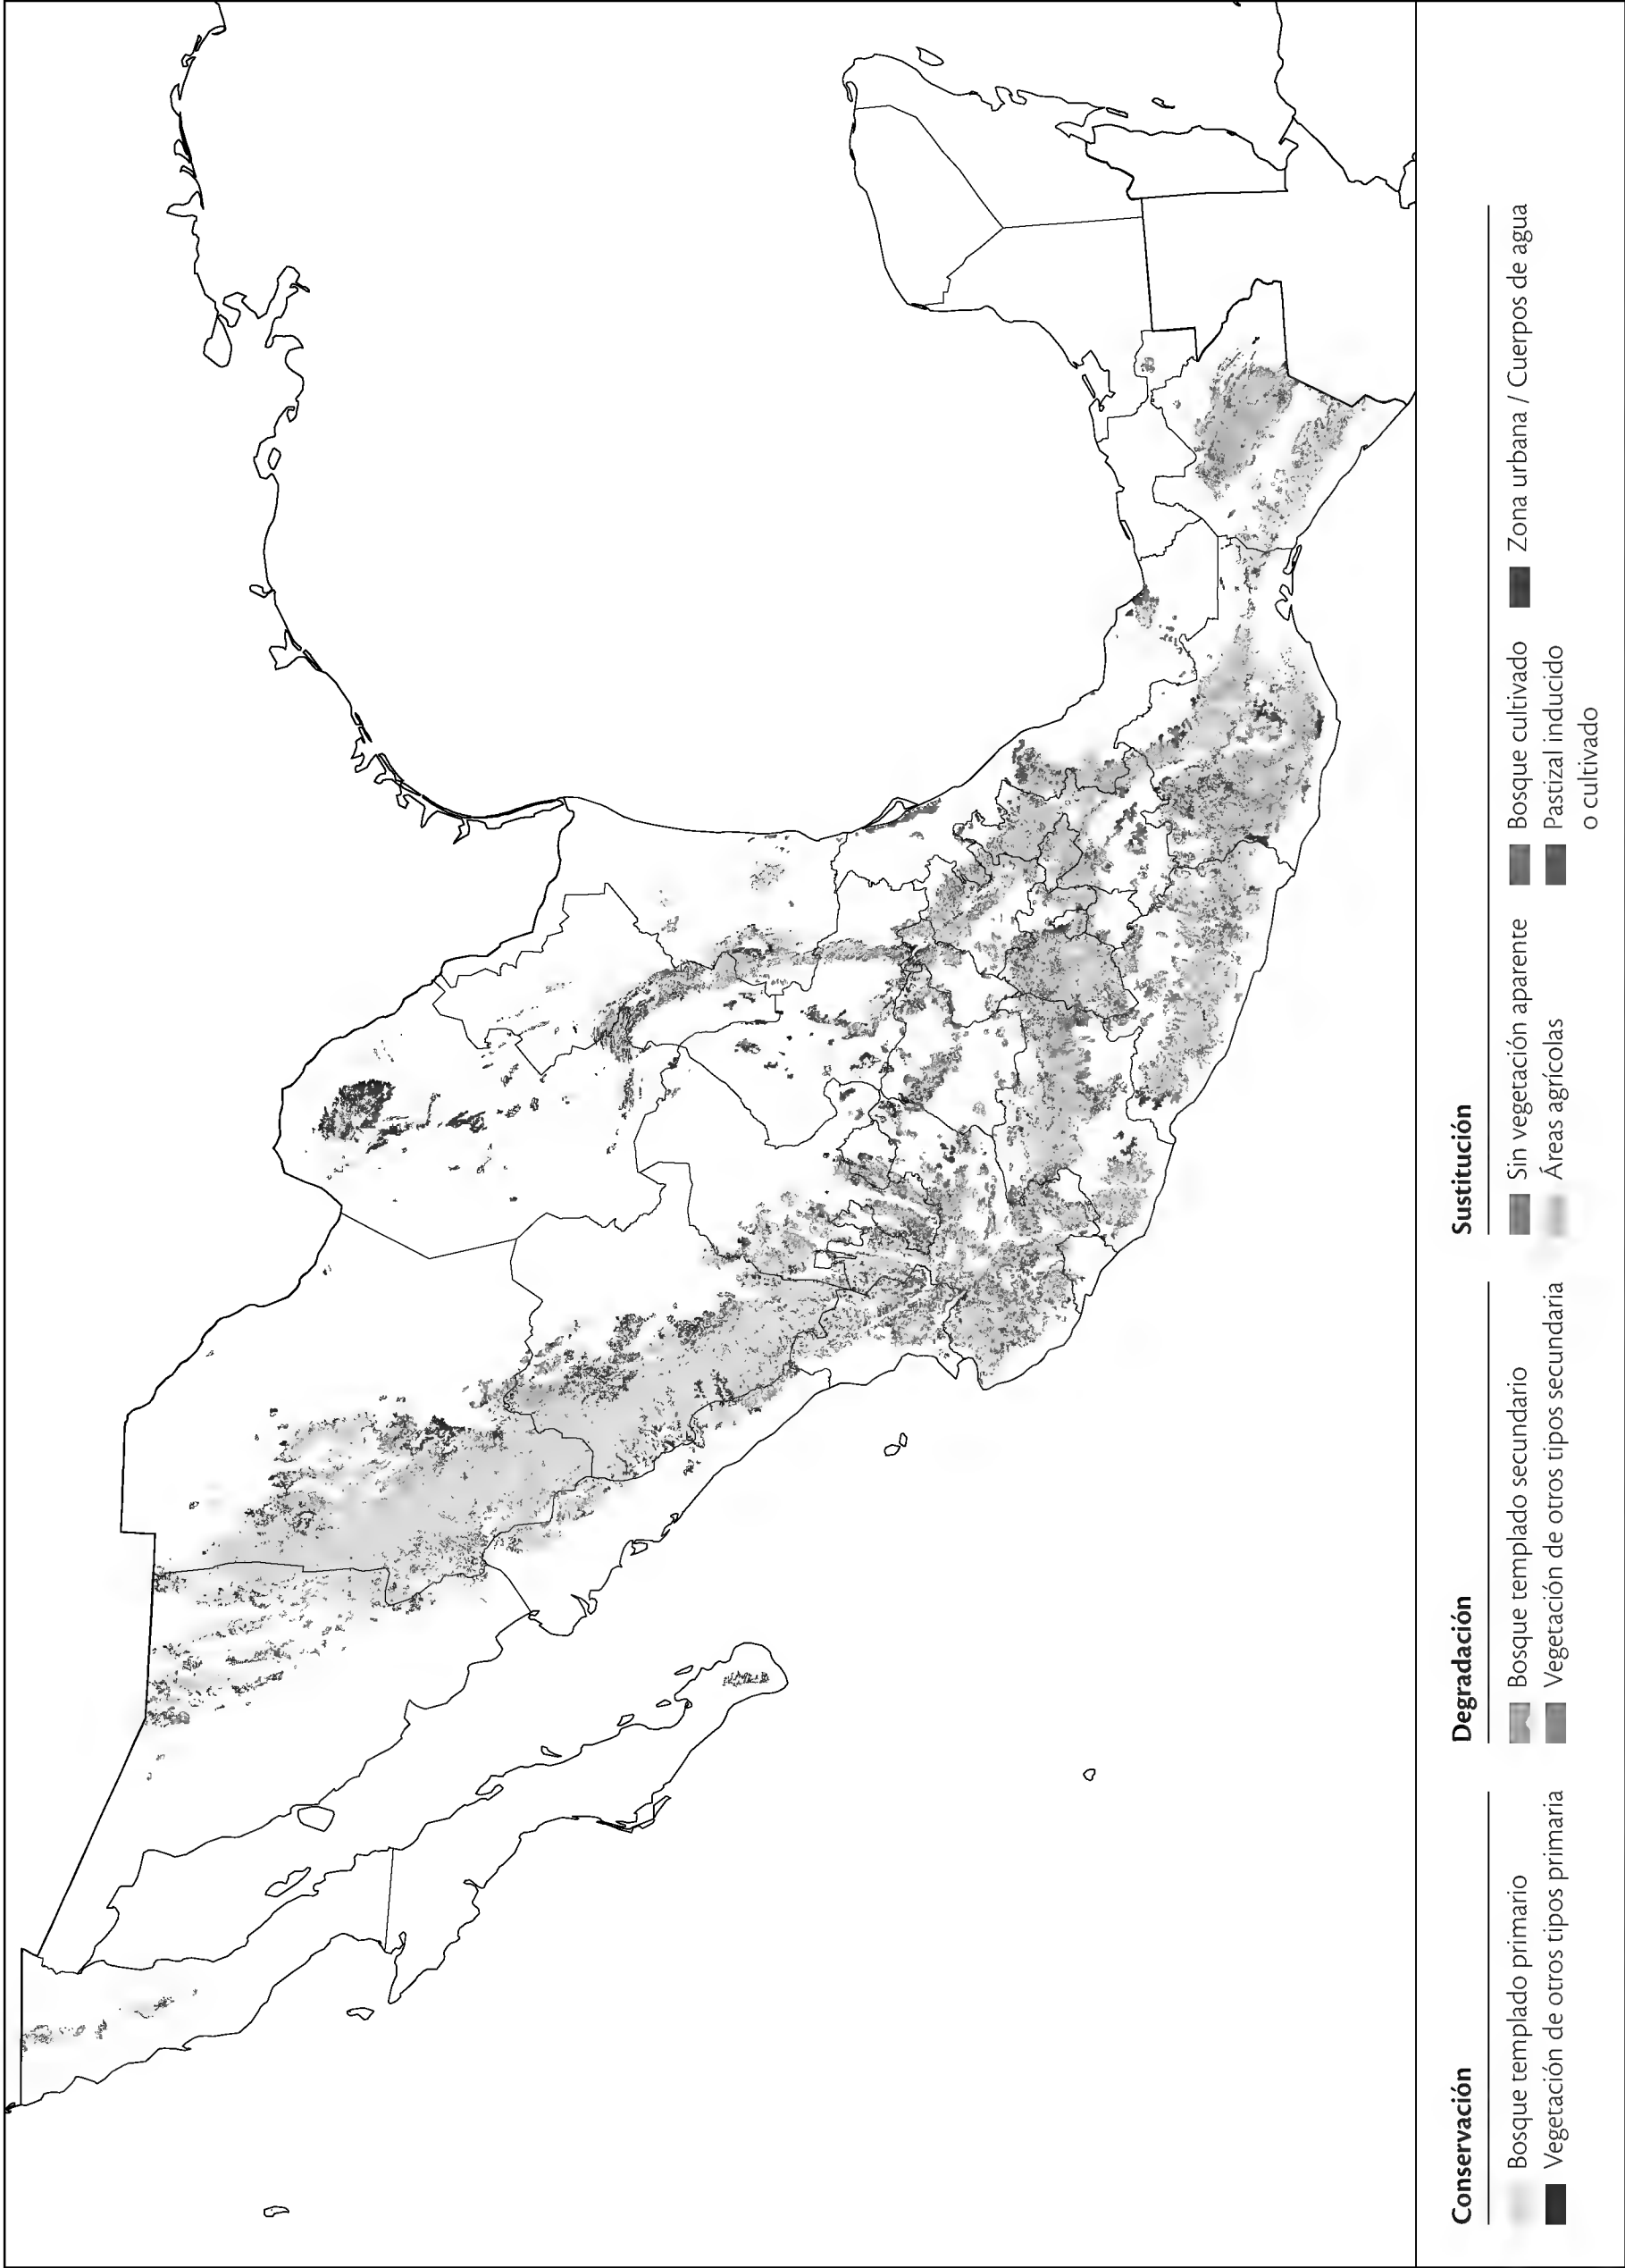 Conservación
Bosque templado primario
Vegetación de otros tipos primaria
Degradación
Bosque templado secundario
Vegetación de otros tipos secundaria
Sustitución
Sin vegetación aparente
Áreas agrícolas
Bosque cultivado
Pastizal inducido
o cultivado
Zona urbana / Cuerpos de agua